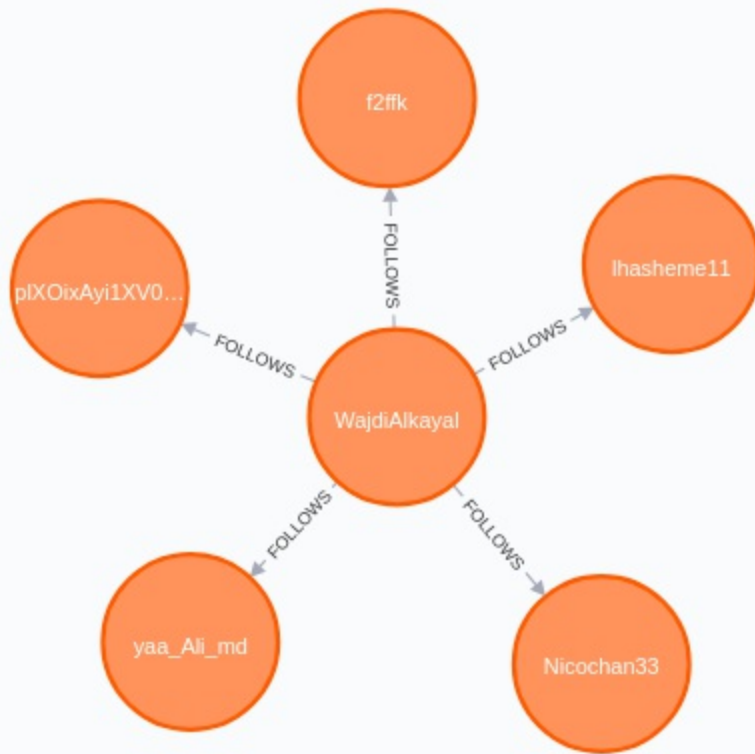 f2ffk
FOLLOWS
lhasheme11
plXOixAyi1XV0...
FOLLOWS
FOLLOWS
WajdiAlkayal
FOLLOWS
FOLLOWS
yaa_Ali_md
Nicochan33